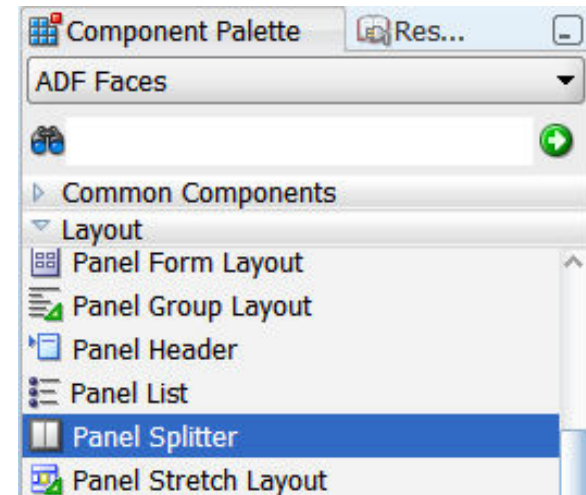 Component Palette Res...
ADF Faces
Common Components
Layout
Panel Form Layout
Panel Group Layout
Panel Header
Panel List
Panel Splitter
Panel Stretch Layout